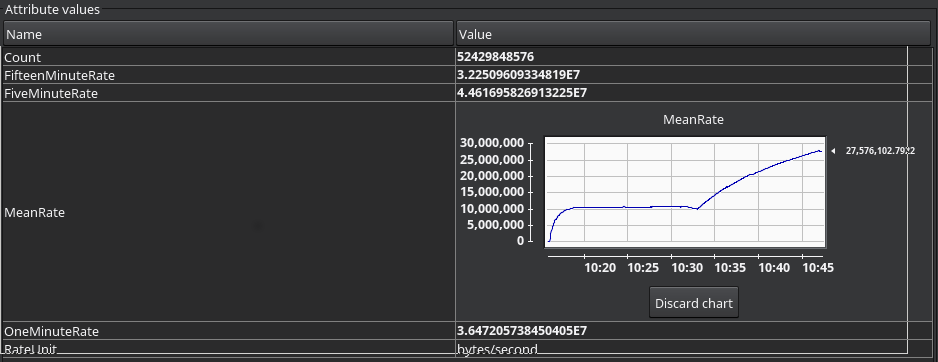 Attribute values
Name Value
Count 52429848576
FifteenMinuteRate 3.22509609334819E7
FiveMinuteRate 4.461695826913225E7
MeanRate
MeanRate
30,000,000
25,000,000
20,000,000
15,000,000
10,000,000
5,000,000
0
27,576,102.7922
10:20 10:25 10:30 10:35 10:40 10:45
Discard chart
OneMinuteRate 3.647205738450405E7
RateUnit bytes/second